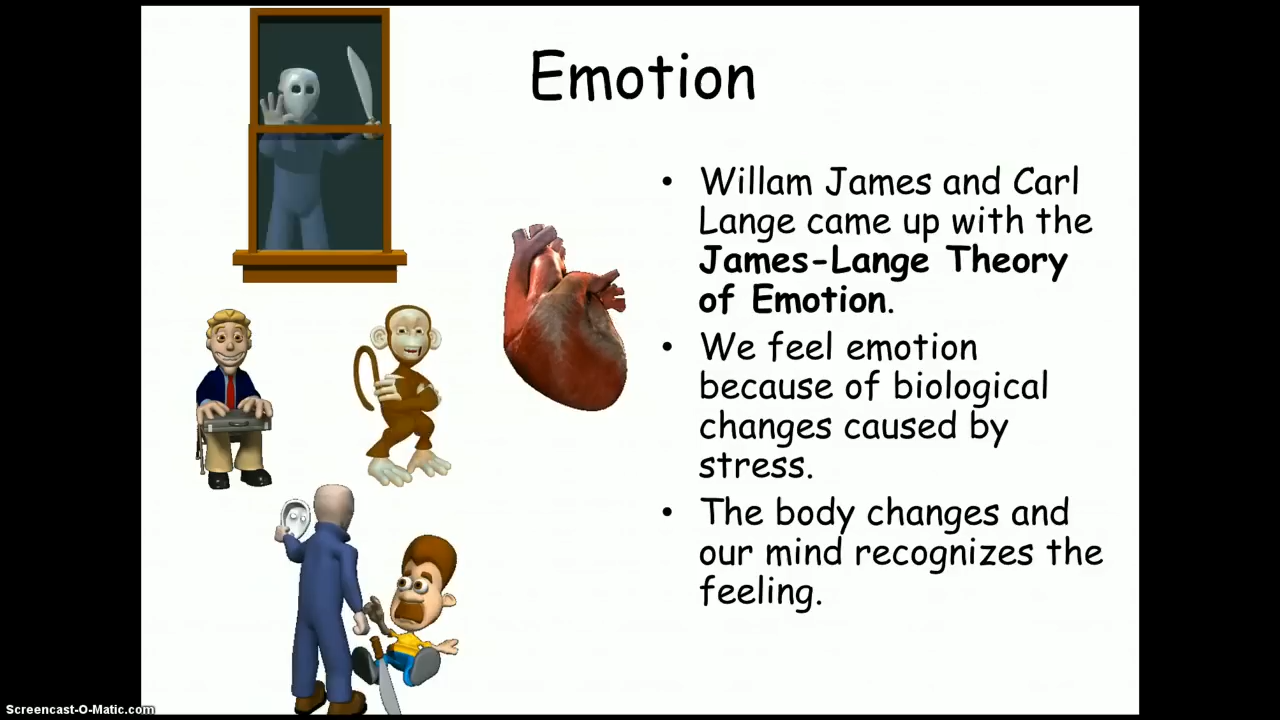 Emotion
• Willam James and Carl
Lange came up with the
James-Lange Theory
of Emotion.
• We feel emotion
because of biological
changes caused by
stress.
• The body changes and
our mind recognizes the
feeling.
Screencast-O-Matic.com